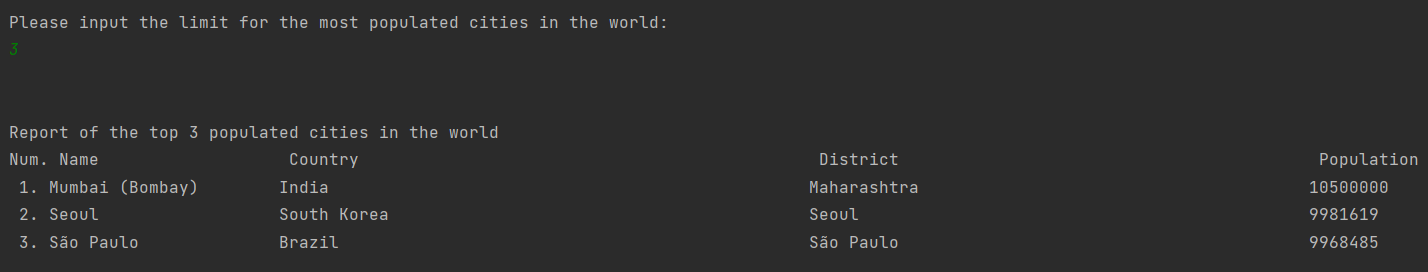 Please input the limit for the most populated cities in the world:
3
Report of the top 3 populated cities in the world
Num. Name Country District Population
1. Mumbai (Bombay) India Maharashtra 10500000
2. Seoul South Korea Seoul 9981619
3. São Paulo Brazil São Paulo 9968485